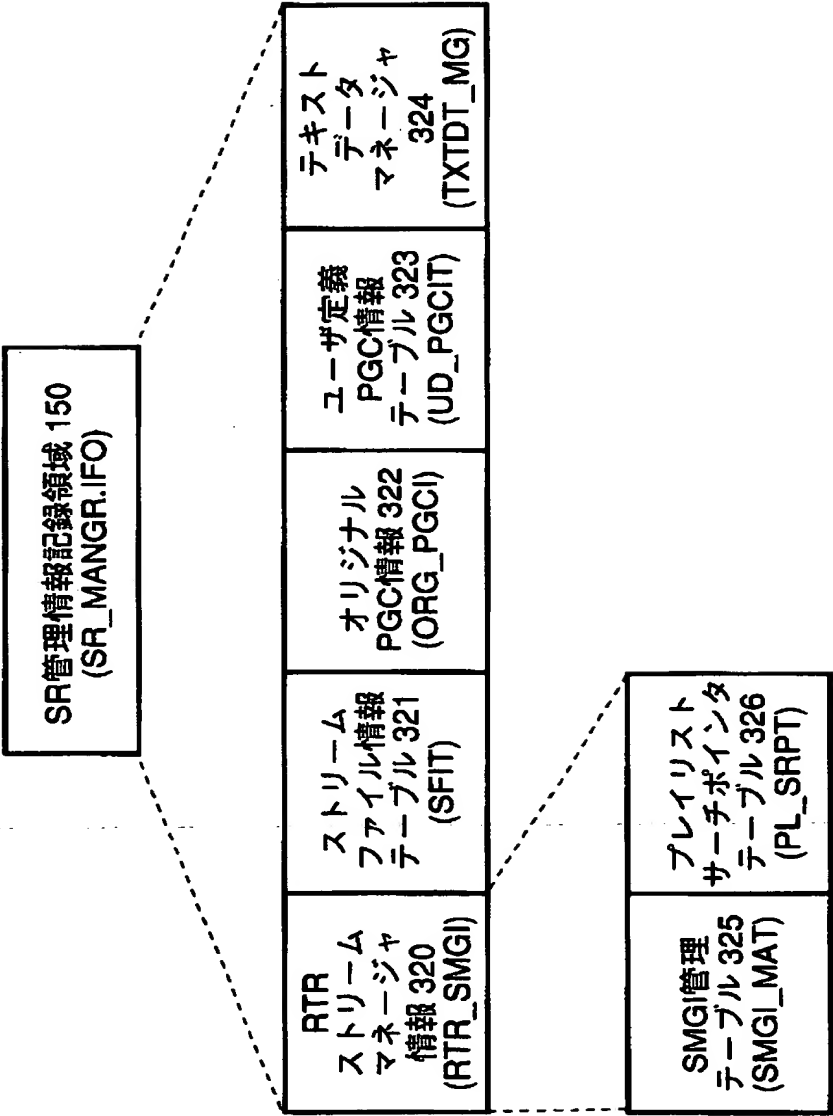 SR管理情報記録領域 150
(SR_MANGR.IFO)
RTR
ストリーム
マネージャ
情報 320
(RTR_SMGI)
ストリーム
ファイル情報
テーブル 321
(SFIT)
オリジナル
PGC情報 322
(ORG_PGCI)
ユーザ定義
PGC情報
テーブル 323
(UD_PGCIT)
テキスト
データ
マネージャ
324
(TXTDT_MG)
SMGI管理
テーブル 325
(SMGI_MAT)
プレイリスト
サーチポインタ
テーブル 326
(PL_SRPT)